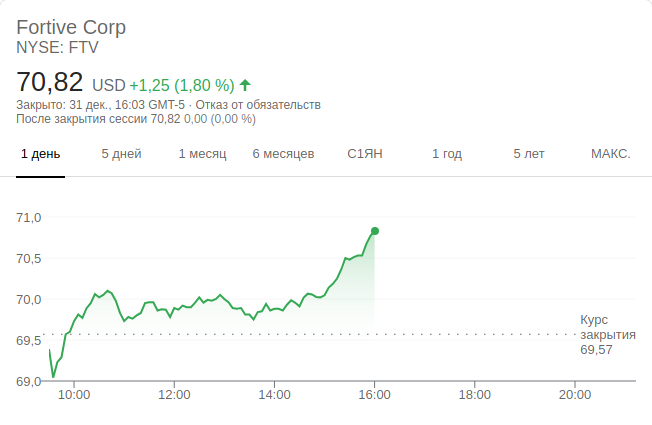 Fortive Corp
NYSE: FTV
70,82 USD +1,25 (1,80 %)
Закрыто: 31 дек., 16:03 GMT-5 · Отказ от обязательств
После закрытия сессии 70,82 0,00 (0,00 %)
1 день 5 дней 1 месяц 6 месяцев С1ЯН 1 год 5 лет МАКС.
71,0
70,5
70,0
69,5
69,0
Курс
закрытия
69,57
10:00 12:00 14:00 16:00 18:00 20:00